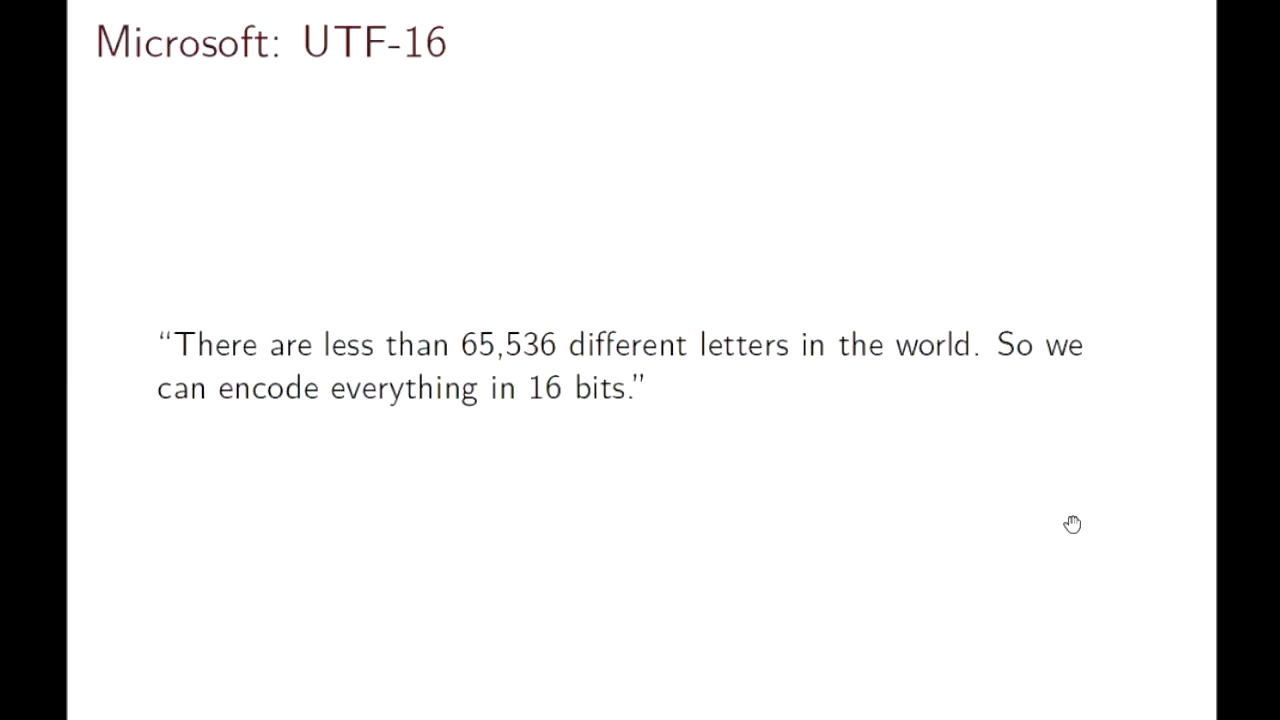 Microsoft: UTF-16
“There are less than 65,536 different letters in the world. So we
can encode everything in 16 bits.”